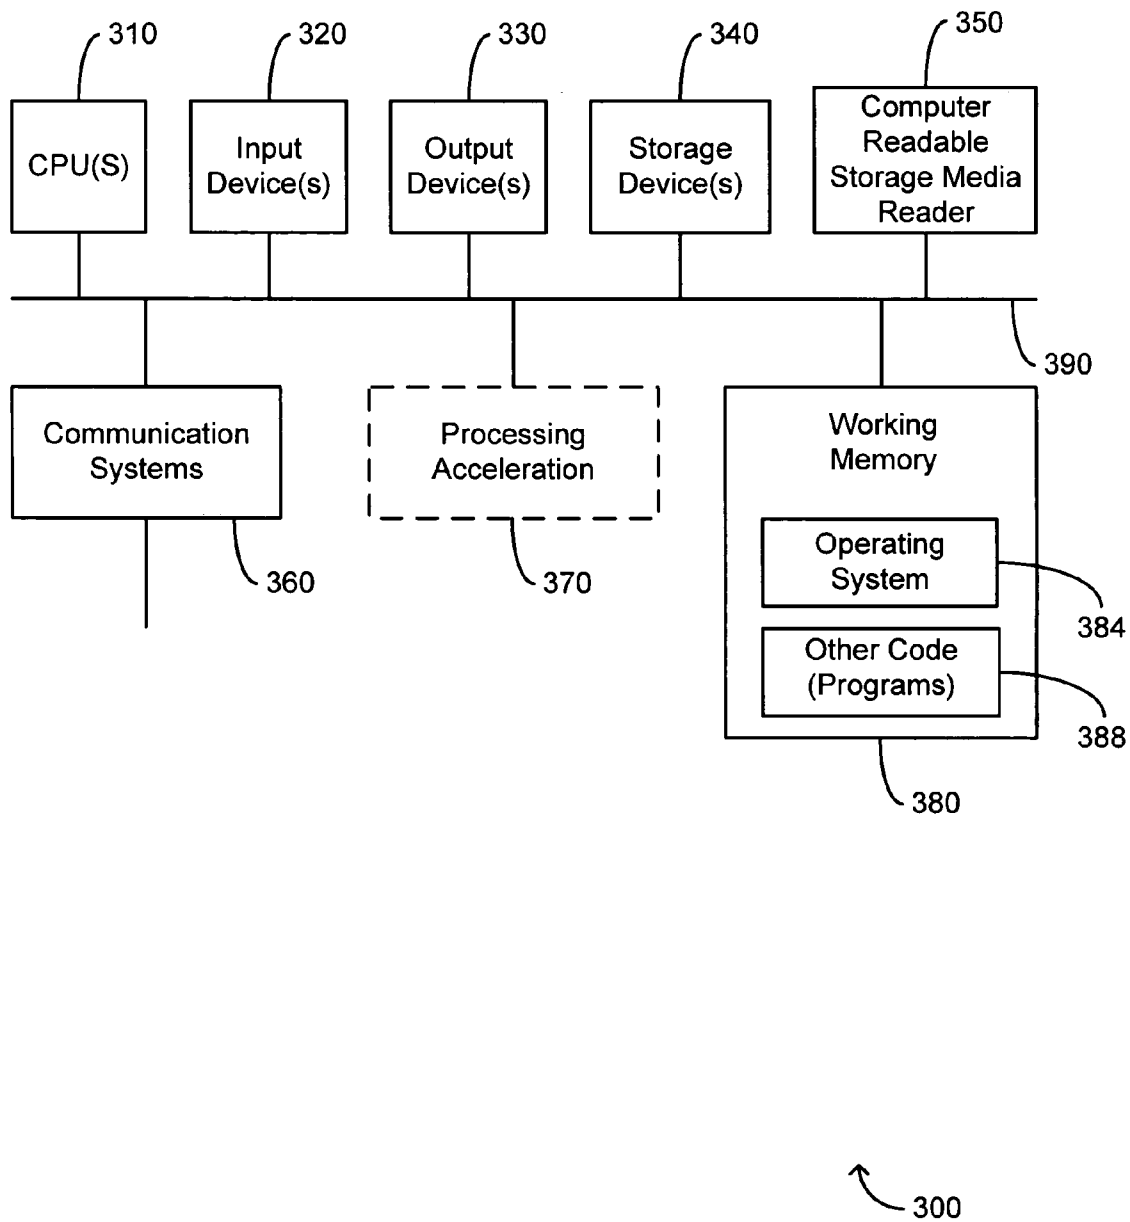 310
320
330
340
350
CPU(S)
Input
Device(s)
Output
Device(s)
Storage
Device(s)
Computer
Readable
Storage Media
Reader
390
Communication
Systems
360
Processing
Acceleration
370
Working
Memory
Operating
System
384
Other Code
(Programs)
388
380
300